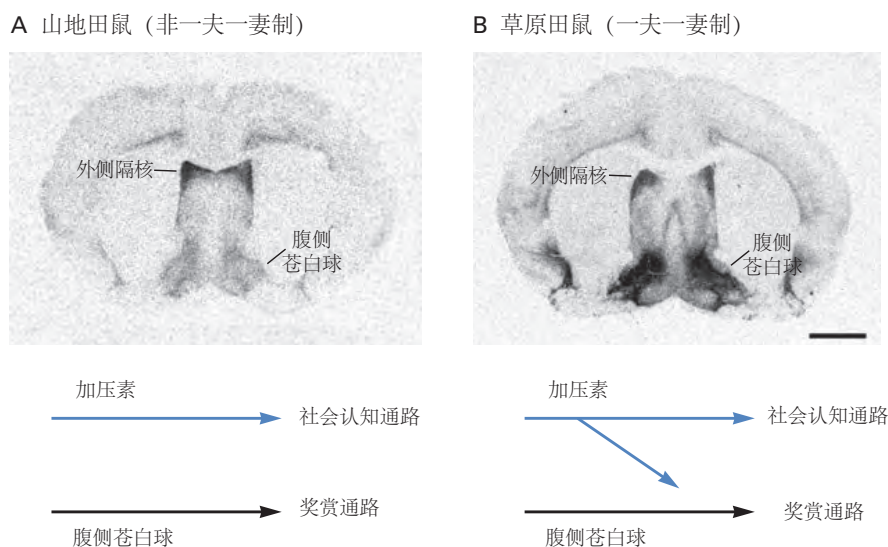 A 山地田鼠（非一夫一妻制）
外侧隔核
腹侧
苍白球
加压素
社会认知通路
奖赏通路
腹侧苍白球
B 草原田鼠（一夫一妻制）
外侧隔核
腹侧
苍白球
加压素
社会认知通路
奖赏通路
腹侧苍白球